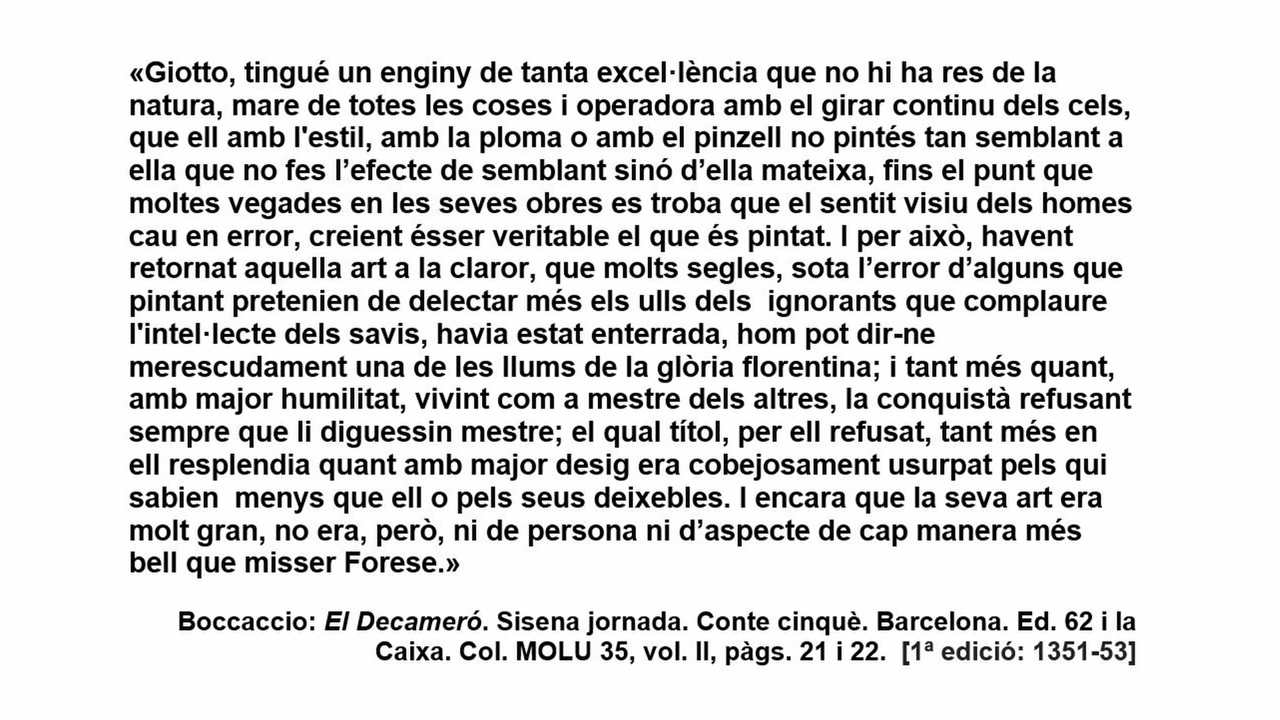 «Giotto, tingué un enginy de tanta excel·lència que no hi ha res de la
natura, mare de totes les coses i operadora amb el girar continu dels cels,
que ell amb l'estil, amb la ploma o amb el pinzell no pintés tan semblant a
ella que no fes l’efecte de semblant sinó d’ella mateixa, fins el punt que
moltes vegades en les seves obres es troba que el sentit visiu dels homes
cau en error, creient ésser veritable el que és pintat. I per això, havent
retornat aquella art a la claror, que molts segles, sota l’error d’alguns que
pintant pretenien de delectar més els ulls dels  ignorants que complaure
l'intel·lecte dels savis, havia estat enterrada, hom pot dir-ne
merescudament una de les llums de la glòria florentina; i tant més quant,
amb major humilitat, vivint com a mestre dels altres, la conquistà refusant
sempre que li diguessin mestre; el qual títol, per ell refusat, tant més en
ell resplendia quant amb major desig era cobejosament usurpat pels qui
sabien  menys que ell o pels seus deixebles. I encara que la seva art era
molt gran, no era, però, ni de persona ni d’aspecte de cap manera més
bell que misser Forese.»
Boccaccio: El Decameró. Sisena jornada. Conte cinquè. Barcelona. Ed. 62 i la
Caixa. Col. MOLU 35, vol. II, pàgs. 21 i 22.  [1ª edició: 1351-53]